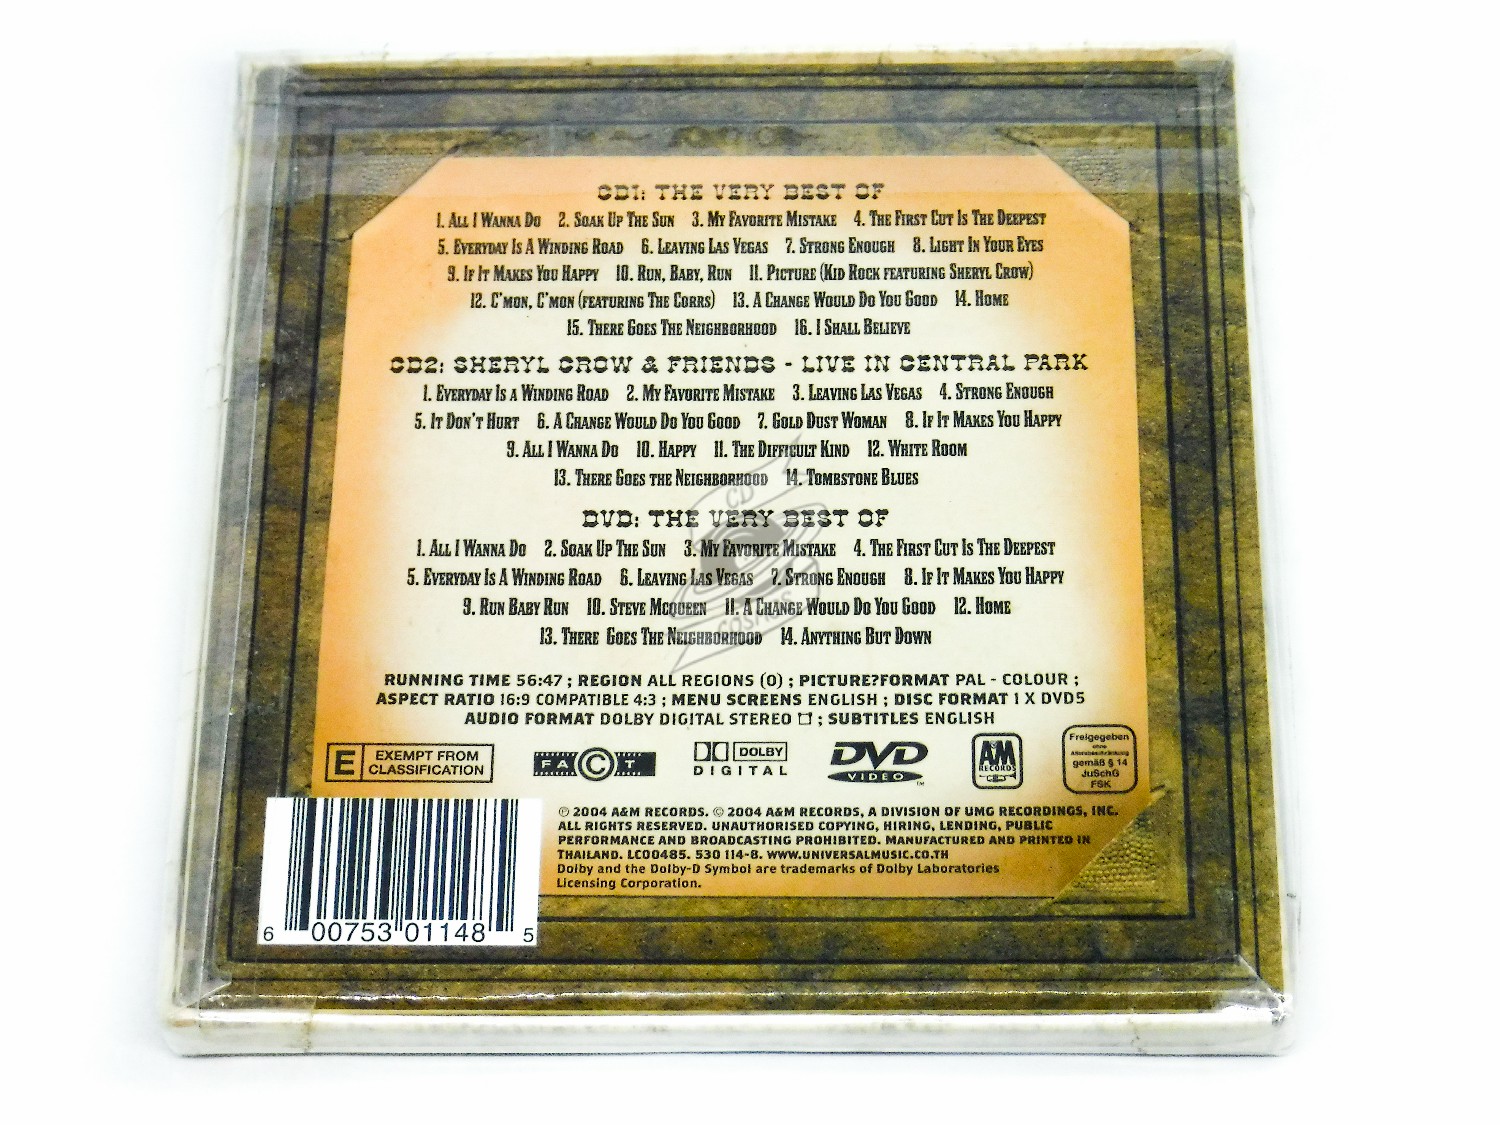 CD1: THE VERY BEST OF
1. ALL I WANNA DO 2. SOAK UP THE SUN 3. MY FAVORITE MISTAKE 4. THE FIRST CUT IS THE DEEPEST
5. EVERYDAY IS A WINDING ROAD 6. LEAVING LAS VEGAS 7. STRONG ENOUGH 8. LIGHT IN YOUR EYES
9. IF IT MAKES YOU HAPPY 10. RUN, BABY, RUN 11. PICTURE (KID ROCK FEATURING SHERYL CROW)
12. C'MON, C'MON (FEATURING THE CORRS) 13. A CHANGE WOULD DO YOU GOOD 14. HOME
15. THERE GOES THE NEIGHBORHOOD 16. I SHALL BELIEVE
CD2: SHERYL CROW & FRIENDS - LIVE IN CENTRAL PARK
1. EVERYDAY IS A WINDING ROAD 2. MY FAVORITE MISTAKE 3. LEAVING LAS VEGAS 4. STRONG ENOUGH
5. IT DON'T HURT 6. A CHANGE WOULD DO YOU GOOD 7. GOLD DUST WOMAN 8. IF IT MAKES YOU HAPPY
9. ALL I WANNA DO 10. HAPPY 11. THE DIFFICULT KIND 12. WHITE ROOM
13. THERE GOES THE NEIGHBORHOOD 14. TOMBSTONE BLUES
DVD: THE VERY BEST OF
1. ALL I WANNA DO 2. SOAK UP THE SUN 3. MY FAVORITE MISTAKE 4. THE FIRST CUT IS THE DEEPEST
5. EVERYDAY IS A WINDING ROAD 6. LEAVING LAS VEGAS 7. STRONG ENOUGH 8. IF IT MAKES YOU HAPPY
9. RUN BABY RUN 10. STEVE MCQUEEN 11. A CHANGE WOULD DO YOU GOOD 12. HOME
13. THERE GOES THE NEIGHBORHOOD 14. ANYTHING BUT DOWN
CD
COSMOS
RUNNING TIME 56:47 ; REGION ALL REGIONS (0) ; PICTURE?FORMAT PAL - COLOUR ;
ASPECT RATIO 16:9 COMPATIBLE 4:3 ; MENU SCREENS ENGLISH ; DISC FORMAT 1 X DVD5
AUDIO FORMAT DOLBY DIGITAL STEREO ; SUBTITLES ENGLISH
E EXEMPT FROM
CLASSIFICATION
FACT
DOLBY
DIGITAL
DVD
VIDEO™
A&M
RECORDS
Freigegeben
ohne
Altersbeschränkung
gemäß § 14
JuSchG
FSK
℗ 2004 A&M RECORDS. © 2004 A&M RECORDS, A DIVISION OF UMG RECORDINGS, INC.
ALL RIGHTS RESERVED. UNAUTHORISED COPYING, HIRING, LENDING, PUBLIC
PERFORMANCE AND BROADCASTING PROHIBITED. MANUFACTURED AND PRINTED IN
THAILAND. LC00485. 530 114-8. WWW.UNIVERSALMUSIC.CO.TH
Dolby and the Dolby-D Symbol are trademarks of Dolby Laboratories
Licensing Corporation.
6 00753 01148 5